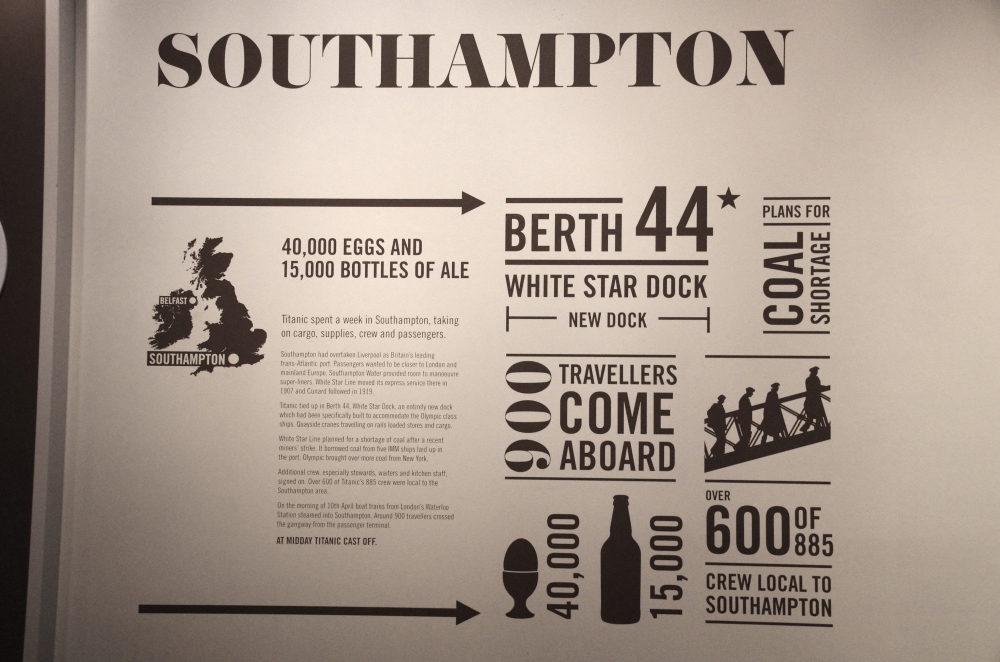 SOUTHAMPTON
BELFAST
SOUTHAMPTON
40,000 EGGS AND
15,000 BOTTLES OF ALE
Titanic spent a week in Southampton, taking
on cargo, supplies, crew and passengers.
Southampton had overtaken Liverpool as Britain's leading
trans-Atlantic port. Passengers wanted to be closer to London and
mainland Europe. Southampton Water provided room to manoeuvre
super-liners. White Star Line moved its express service there in
1907 and Cunard followed in 1919.
Titanic tied up in Berth 44, White Star Dock, an entirely new dock
which had been specifically built to accommodate the Olympic class
ships. Quayside cranes travelling on rails loaded stores and cargo.
White Star Line planned for a shortage of coal after a recent
miners' strike. It borrowed coal from five IMM ships laid up in
the port. Olympic brought over more coal from New York.
Additional crew, especially stewards, waiters and kitchen staff,
signed on. Over 600 of Titanic's 885 crew were local to the
Southampton area.
On the morning of 10th April boat trains from London's Waterloo
Station steamed into Southampton. Around 900 travellers crossed
the gangway from the passenger terminal.
AT MIDDAY TITANIC CAST OFF.
BERTH 44★
WHITE STAR DOCK
NEW DOCK
PLANS FOR
COAL
SHORTAGE
900
TRAVELLERS
COME
ABOARD
40,000
15,000
OVER
600 OF
885
CREW LOCAL TO
SOUTHAMPTON